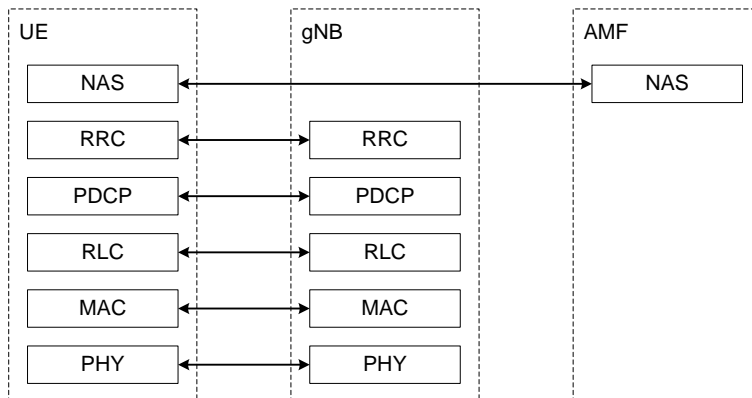 UE gNB AMF
NAS NAS
RRC RRC
PDCP PDCP
RLC RLC
MAC MAC
PHY PHY